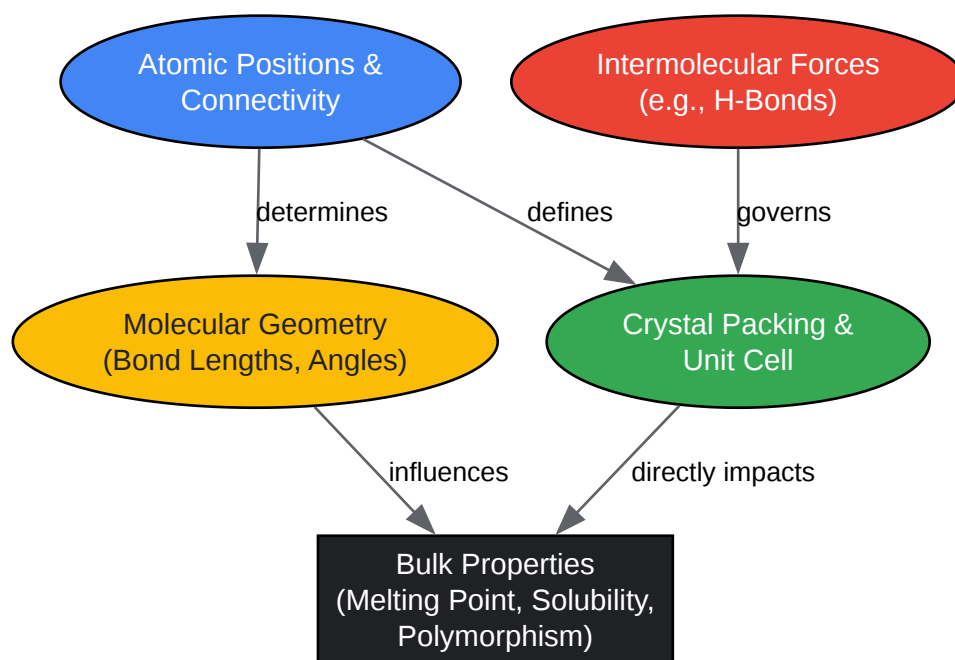 Atomic Positions &
Connectivity
Intermolecular Forces
(e.g., H-Bonds)
determines
defines
governs
Molecular Geometry
(Bond Lengths, Angles)
Crystal Packing &
Unit Cell
influences
directly impacts
Bulk Properties
(Melting Point, Solubility,
Polymorphism)